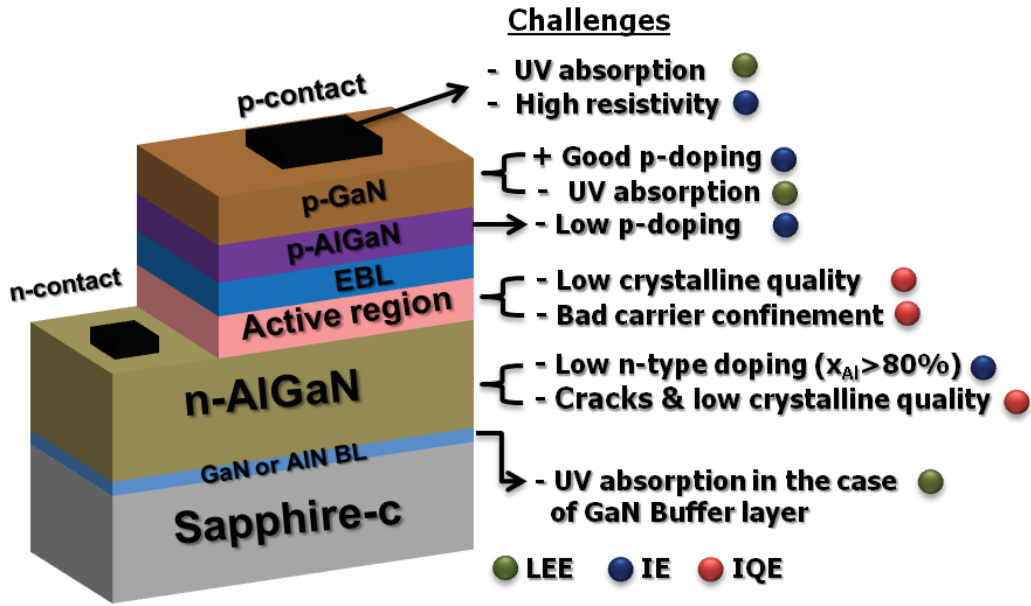 Challenges
- UV absorption
- High resistivity
p-contact
+ Good p-doping
- UV absorption
p-GaN
- Low p-doping
p-AlGaN
EBL
n-contact
- Low crystalline quality
- Bad carrier confinement
Active region
- Low n-type doping (xAl>80%)
- Cracks & low crystalline quality
n-AlGaN
GaN or AlN BL
- UV absorption in the case
of GaN Buffer layer
Sapphire-c
LEE IE IQE